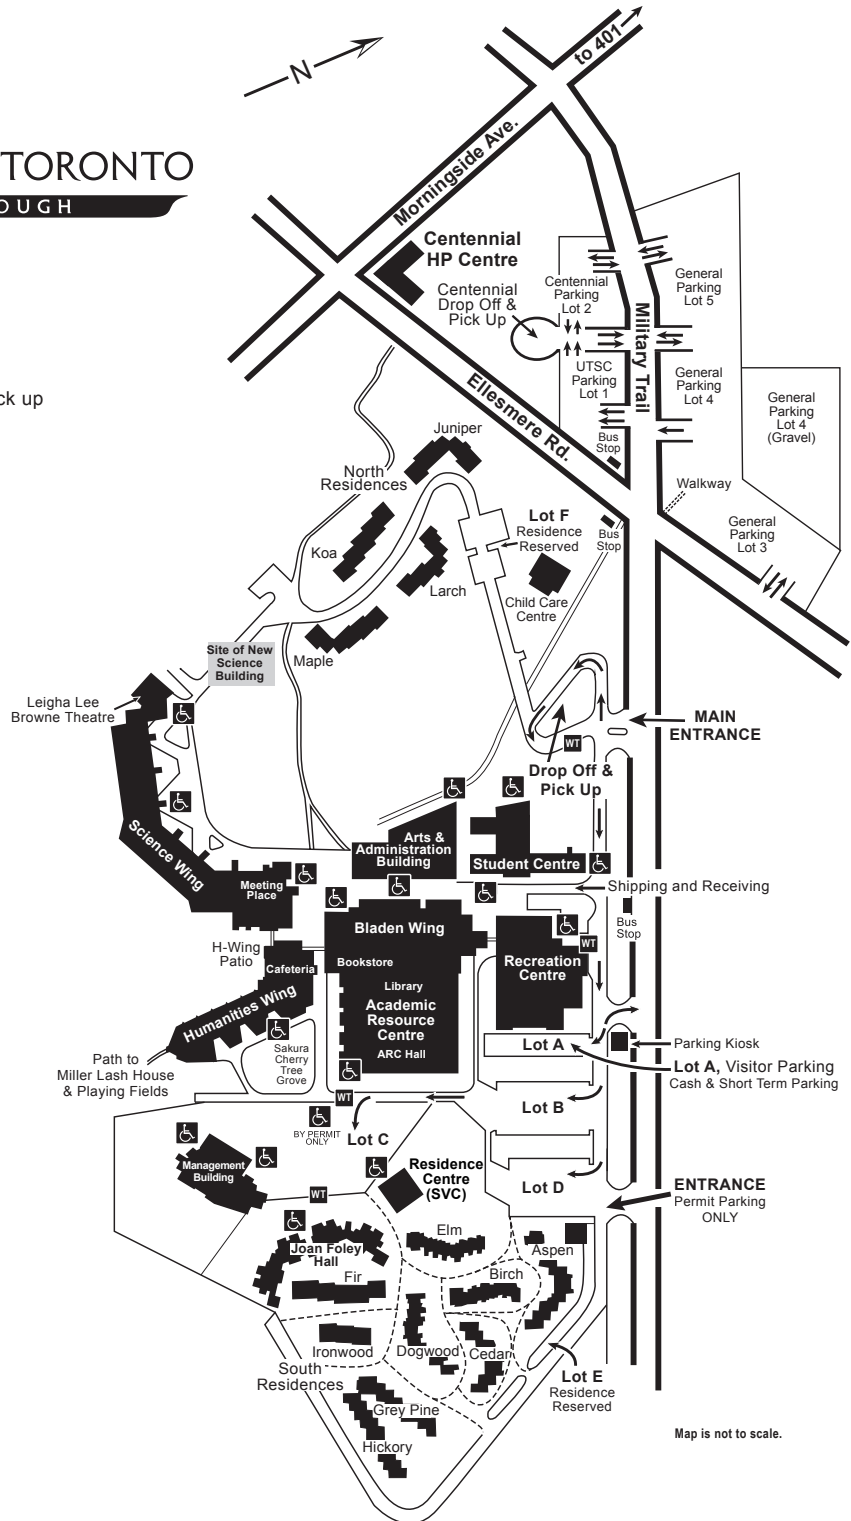 to 401
N
TORONTO
OUGH
Morningside Ave.
Centennial
HP Centre
Centennial
Drop Off &
Pick Up
Centennial
Parking
Lot 2
General
Parking
Lot 5
Military Trail
UTSC
Parking
Lot 1
General
Parking
Lot 4
General
Parking
Lot 4
(Gravel)
ck up
Ellesmere Rd.
Bus
Stop
Juniper
North
Residences
Walkway
Lot F
Residence
Reserved
Bus
Stop
General
Parking
Lot 3
Koa
Larch
Child Care
Centre
Maple
Site of New
Science
Building
Leigha Lee
Browne Theatre
MAIN
ENTRANCE
WT
Drop Off &
Pick Up
Science Wing
Arts &
Administration
Building
Student Centre
Meeting
Place
Shipping and Receiving
Bus
Stop
Bladen Wing
WT
H-Wing
Patio
Cafeteria
Bookstore
Recreation
Centre
Library
Humanities Wing
Academic
Resource
Centre
ARC Hall
Lot A
Parking Kiosk
Sakura
Cherry
Tree
Grove
Path to
Miller Lash House
& Playing Fields
Lot A, Visitor Parking
Cash & Short Term Parking
WT
Lot B
BY PERMIT
ONLY
Lot C
Management
Building
Residence
Centre
(SVC)
WT
Lot D
ENTRANCE
Permit Parking
ONLY
Joan Foley
Hall
Elm
Aspen
Fir
Birch
Ironwood
Dogwood
Cedar
South
Residences
Lot E
Residence
Reserved
Grey Pine
Hickory
Map is not to scale.